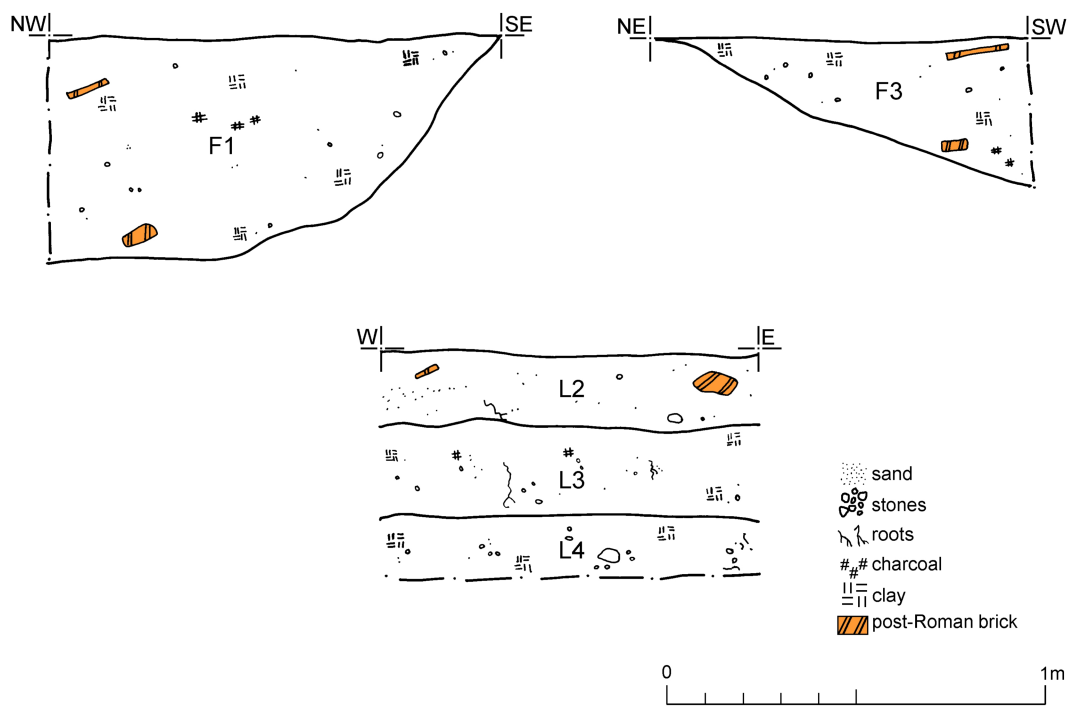 NW SE
F1
NE SW
F3
W E
L2
L3
L4
sand
stones
roots
charcoal
clay
post-Roman brick
0 1m